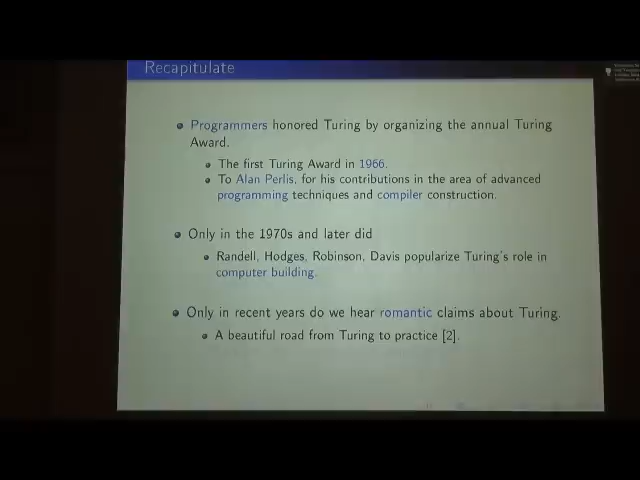 Recapitulate
Programmers honored Turing by organizing the annual Turing
Award.
The first Turing Award in 1966.
To Alan Perlis, for his contributions in the area of advanced
programming techniques and compiler construction.
Only in the 1970s and later did
Randell, Hodges, Robinson, Davis popularize Turing's role in
computer building.
Only in recent years do we hear romantic claims about Turing.
A beautiful road from Turing to practice [2].